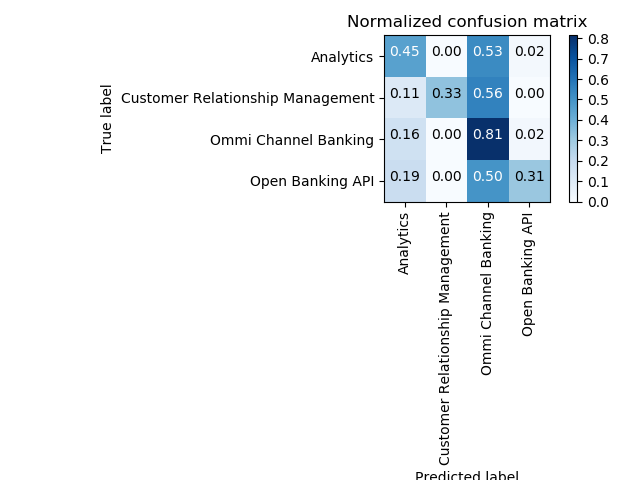 Normalized confusion matrix
True label
Analytics 0.45 0.00 0.53 0.02
Customer Relationship Management 0.11 0.33 0.56 0.00
Ommi Channel Banking 0.16 0.00 0.81 0.02
Open Banking API 0.19 0.00 0.50 0.31
Analytics
Customer Relationship Management
Ommi Channel Banking
Open Banking API
Predicted label
0.8
0.7
0.6
0.5
0.4
0.3
0.2
0.1
0.0